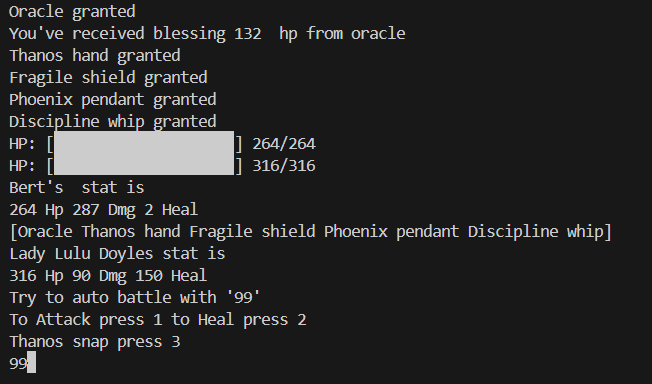 Oracle granted
You've received blessing 132  hp from oracle
Thanos hand granted
Fragile shield granted
Phoenix pendant granted
Discipline whip granted
HP: [                  ] 264/264
HP: [                  ] 316/316
Bert's  stat is
264 Hp 287 Dmg 2 Heal
[Oracle Thanos hand Fragile shield Phoenix pendant Discipline whip]
Lady Lulu Doyles stat is
316 Hp 90 Dmg 150 Heal
Try to auto battle with '99'
To Attack press 1 to Heal press 2
Thanos snap press 3
99